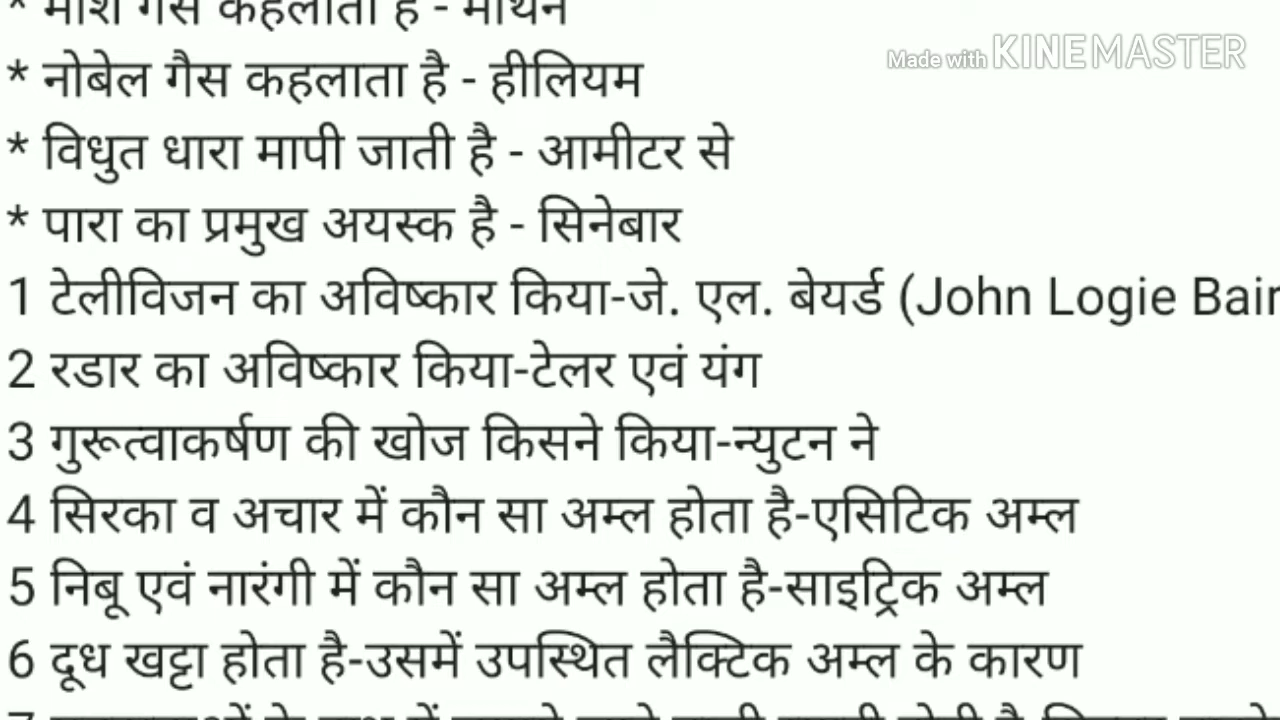 * मार्श गैस कहलाता है - मीथेन
Made with KINEMASTER
* नोबेल गैस कहलाता है - हीलियम
* विधुत धारा मापी जाती है - आमीटर से
* पारा का प्रमुख अयस्क है - सिनेबार
1 टेलीविजन का अविष्कार किया-जे. एल. बेयर्ड (John Logie Bair
2 रडार का अविष्कार किया-टेलर एवं यंग
3 गुरूत्वाकर्षण की खोज किसने किया-न्युटन ने
4 सिरका व अचार में कौन सा अम्ल होता है-एसिटिक अम्ल
5 निबू एवं नारंगी में कौन सा अम्ल होता है-साइट्रिक अम्ल
6 दूध खट्टा होता है-उसमें उपस्थित लैक्टिक अम्ल के कारण